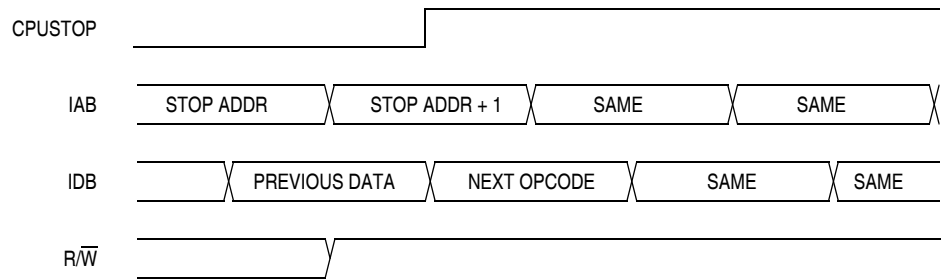 CPUSTOP
IAB STOP ADDR STOP ADDR + 1 SAME SAME
IDB PREVIOUS DATA NEXT OPCODE SAME SAME
R/W̅